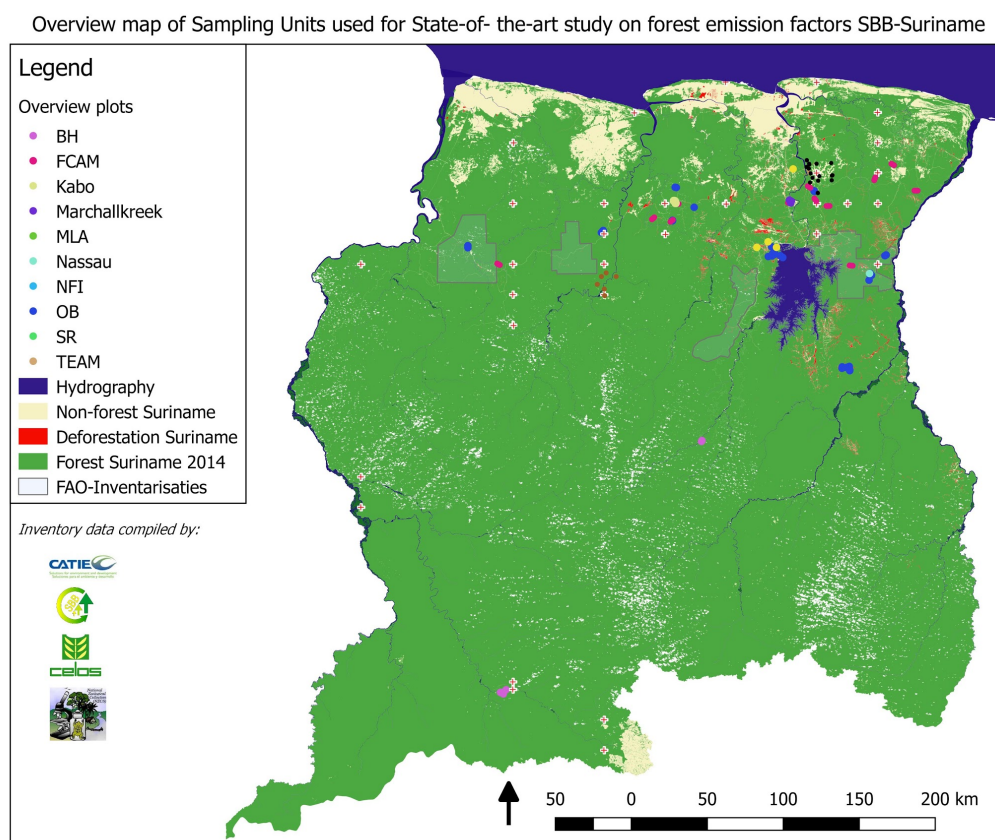 Overview map of Sampling Units used for State-of- the-art study on forest emission factors SBB-Suriname
Legend
Overview plots
BH
FCAM
Kabo
Marchallkreek
MLA
Nassau
NFI
OB
SR
TEAM
Hydrography
Non-forest Suriname
Deforestation Suriname
Forest Suriname 2014
FAO-Inventarisaties
Inventory data compiled by:
CATIE
SBB
celos
50 0 50 100 150 200 km